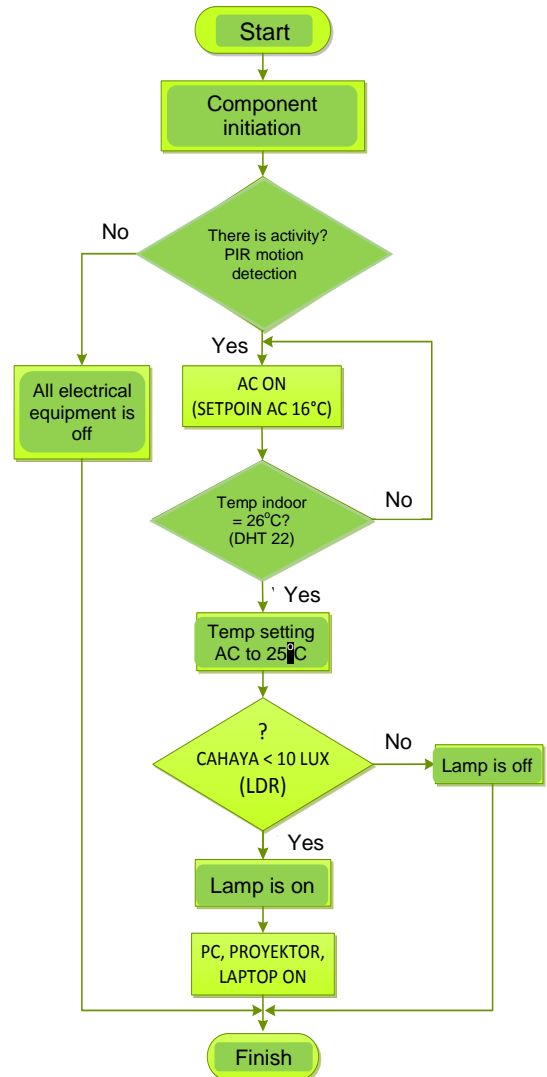 Start
Component
initiation
There is activity?
PIR motion
detection
No
Yes
All electrical
equipment is
off
AC ON
(SETPOIN AC 16°C)
Temp indoor
= 26°C?
(DHT 22)
No
Yes
Temp setting
AC to 25°C
?
CAHAYA < 10 LUX
(LDR)
No
Lamp is off
Yes
Lamp is on
PC, PROYEKTOR,
LAPTOP ON
Finish